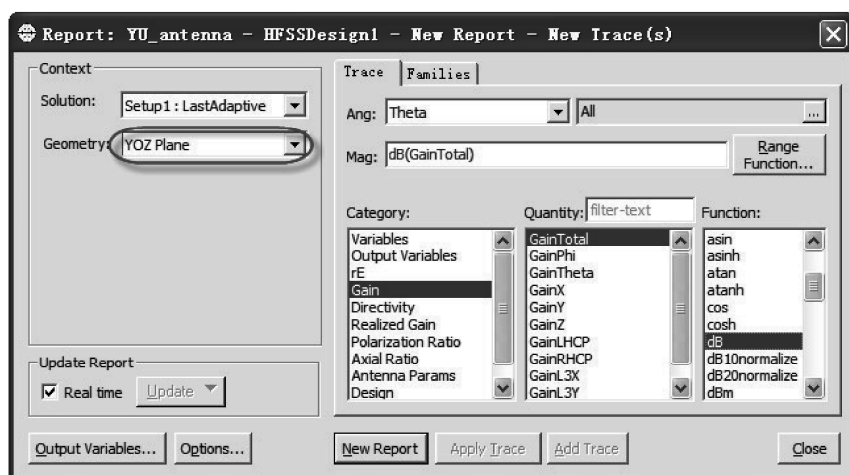 Report: YU_antenna - HFSSDesign1 - New Report - New Trace(s)
Context
Solution: Setup1 : LastAdaptive
Geometry: YOZ Plane
Update Report
Real time Update
Output Variables... Options...
Trace Families
Ang: Theta All ...
Mag: dB(GainTotal) Range Function...
Category: Quantity: filter-text Function:
Variables
Output Variables
rE
Gain
Directivity
Realized Gain
Polarization Ratio
Axial Ratio
Antenna Params
Design
GainTotal
GainPhi
GainTheta
GainX
GainY
GainZ
GainLHCP
GainRHCP
GainL3X
GainL3Y
asin
asinh
atan
atanh
cos
cosh
dB
dB10normalize
dB20normalize
dBm
New Report Apply Trace Add Trace Close